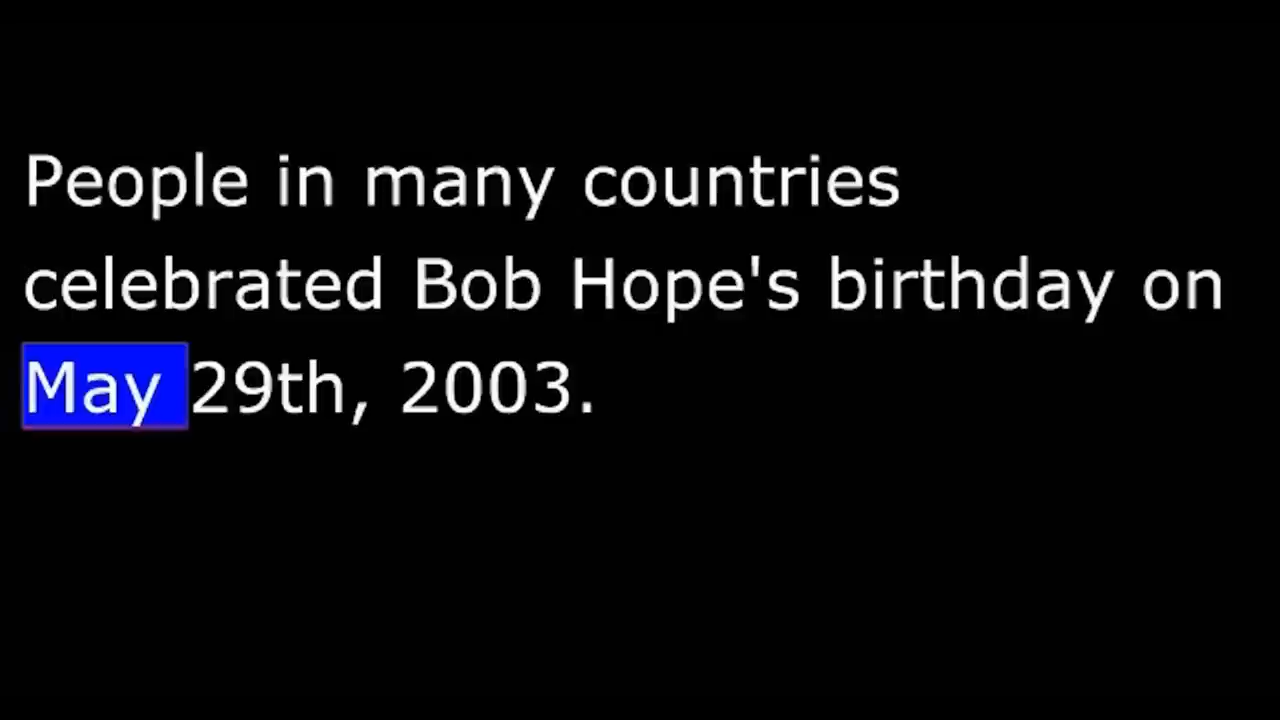 People in many countries
celebrated Bob Hope's birthday on
May 29th, 2003.